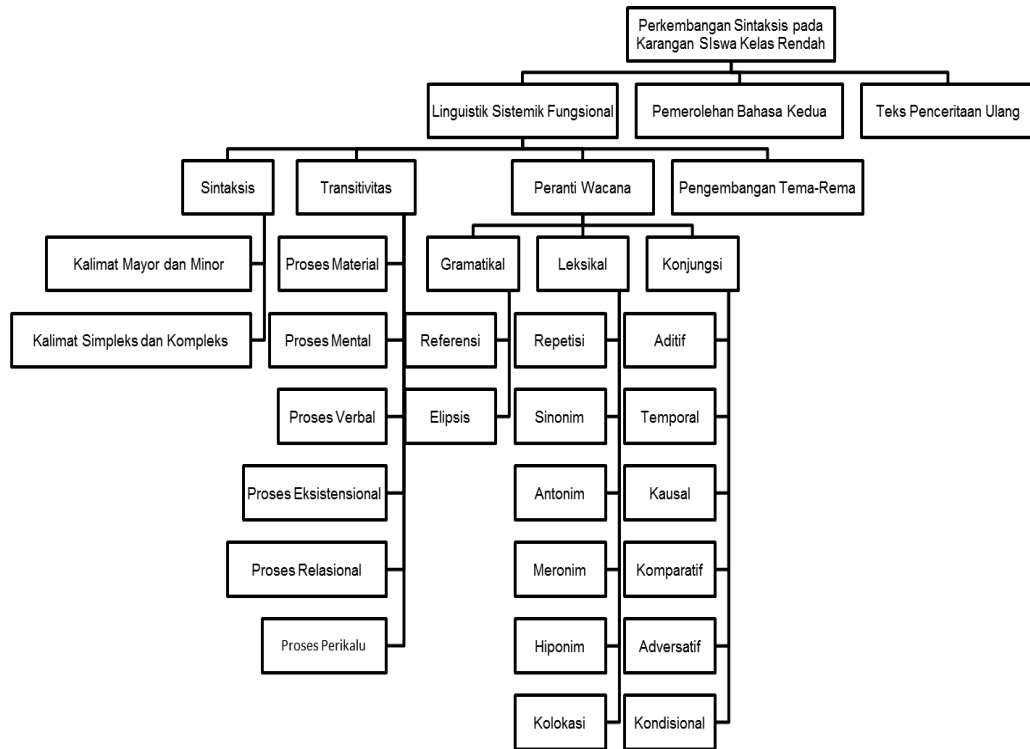 Perkembangan Sintaksis pada
Karangan SIswa Kelas Rendah
Linguistik Sistemik Fungsional
Pemerolehan Bahasa Kedua
Teks Penceritaan Ulang
Sintaksis
Transitivitas
Peranti Wacana
Pengembangan Tema-Rema
Kalimat Mayor dan Minor
Proses Material
Gramatikal
Leksikal
Konjungsi
Kalimat Simpleks dan Kompleks
Proses Mental
Referensi
Repetisi
Aditif
Proses Verbal
Elipsis
Sinonim
Temporal
Proses Eksistensional
Antonim
Kausal
Proses Relasional
Meronim
Komparatif
Proses Perikalu
Hiponim
Adversatif
Kolokasi
Kondisional